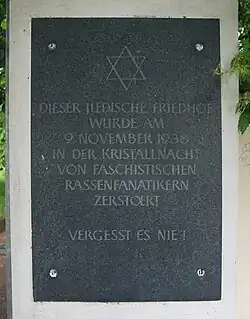 DIESER JUEDISCHE FRIEDHOF
WURDE AM
9. NOVEMBER 1938
IN DER KRISTALLNACHT
VON FASCHISTISCHEN
RASSENFANATIKERN
ZERSTOERT
VERGESST ES NIE!